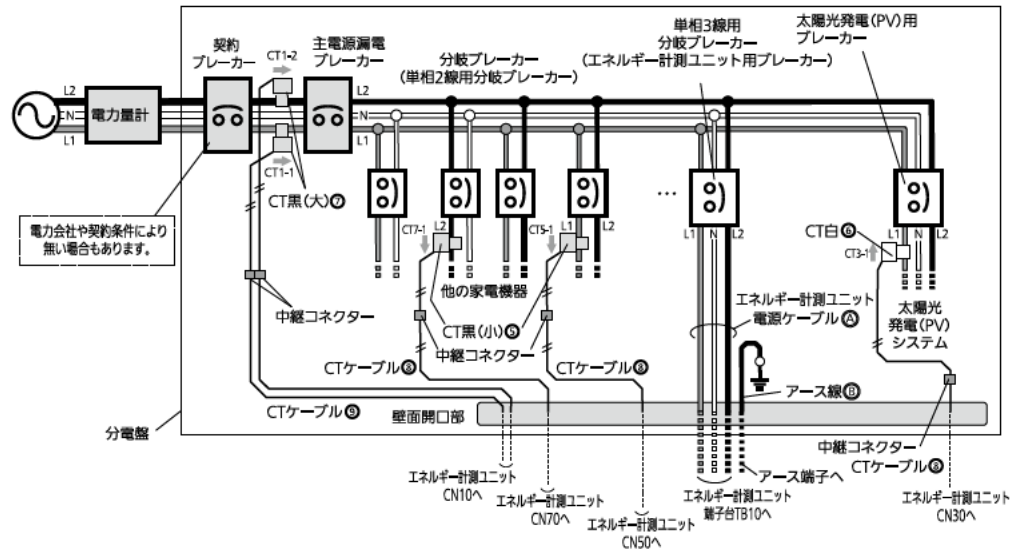 契約
ブレーカー
CT1-2
主電源漏電
ブレーカー
分岐ブレーカー
(単相2線用分岐ブレーカー)
単相3線用
分岐ブレーカー
(エネルギー計測ユニット用ブレーカー)
太陽光発電(PV)用
ブレーカー
L2
N
L1
電力量計
L2
N
L1
CT1-1
CT黒(大)⑦
電力会社や契約条件により
無い場合もあります。
…
CT7-1
L2
CT5-1
L1
L1
N
L2
L1
N
L2
CT白⑥
CT3-1
他の家電機器
中継コネクター
CT黒(小)⑤
中継コネクター
エネルギー計測ユニット
電源ケーブルⒶ
太陽光
発電(PV)
システム
CTケーブル⑧
CTケーブル⑧
CTケーブル⑨
アース線Ⓑ
壁面開口部
分電盤
中継コネクター
CTケーブル⑧
アース端子へ
エネルギー計測ユニット
CN10へ
エネルギー計測ユニット
CN70へ
エネルギー計測ユニット
CN50へ
エネルギー計測ユニット
端子台TB10へ
エネルギー計測ユニット
CN30へ